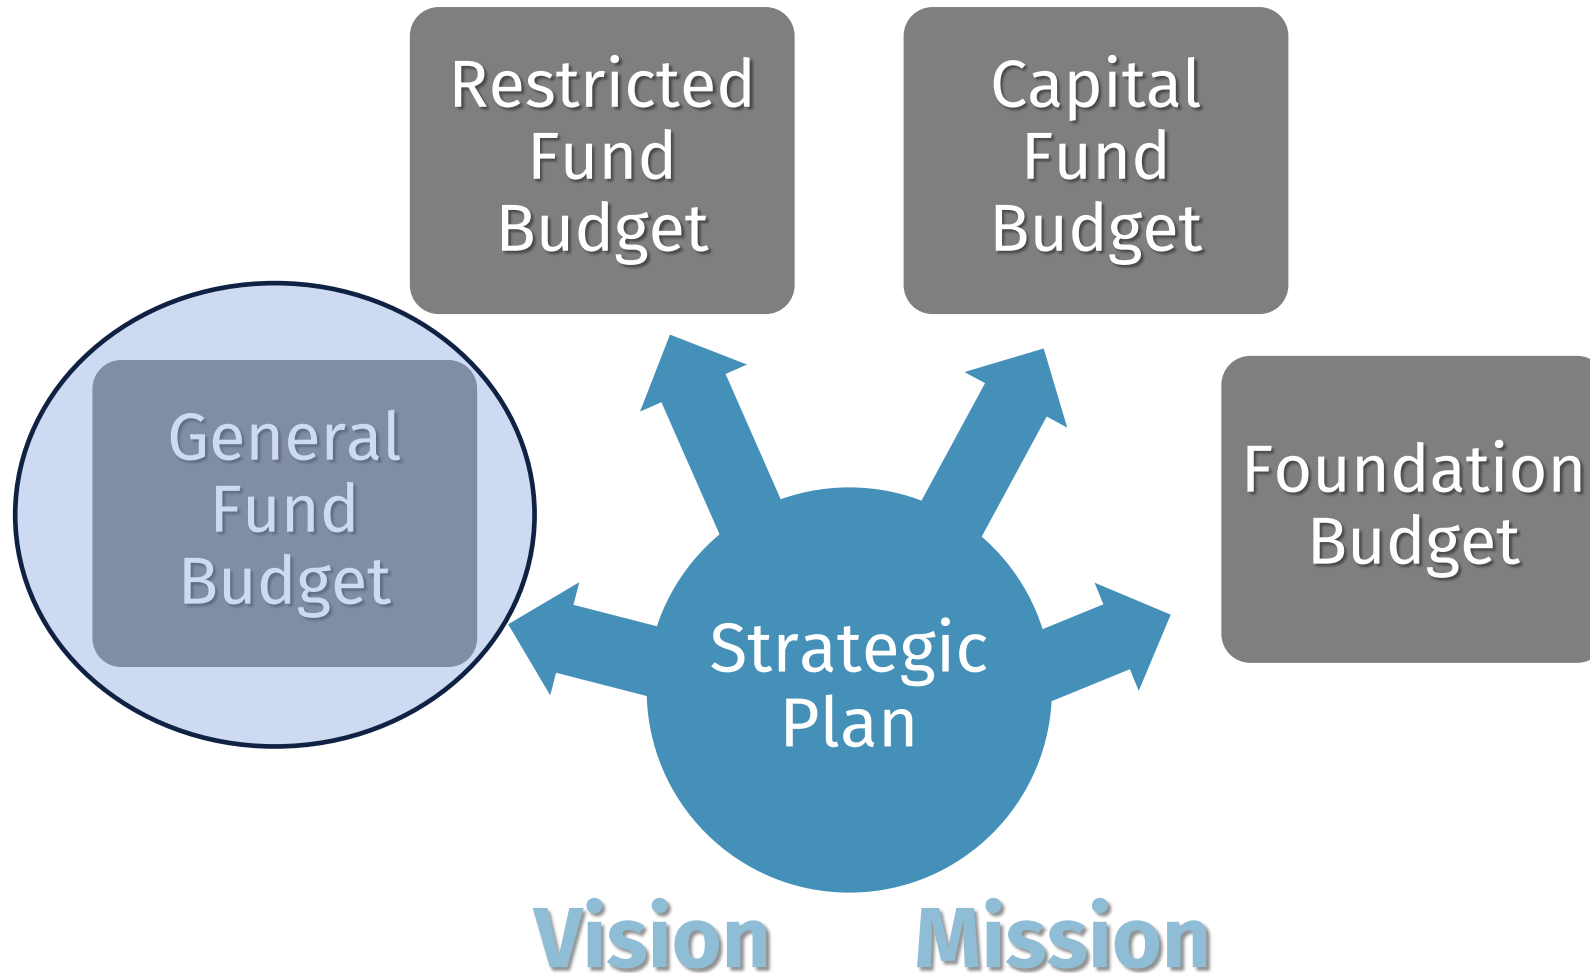 Restricted
Fund
Budget
Capital
Fund
Budget
General
Fund
Budget
Foundation
Budget
Strategic
Plan
Vision
Mission